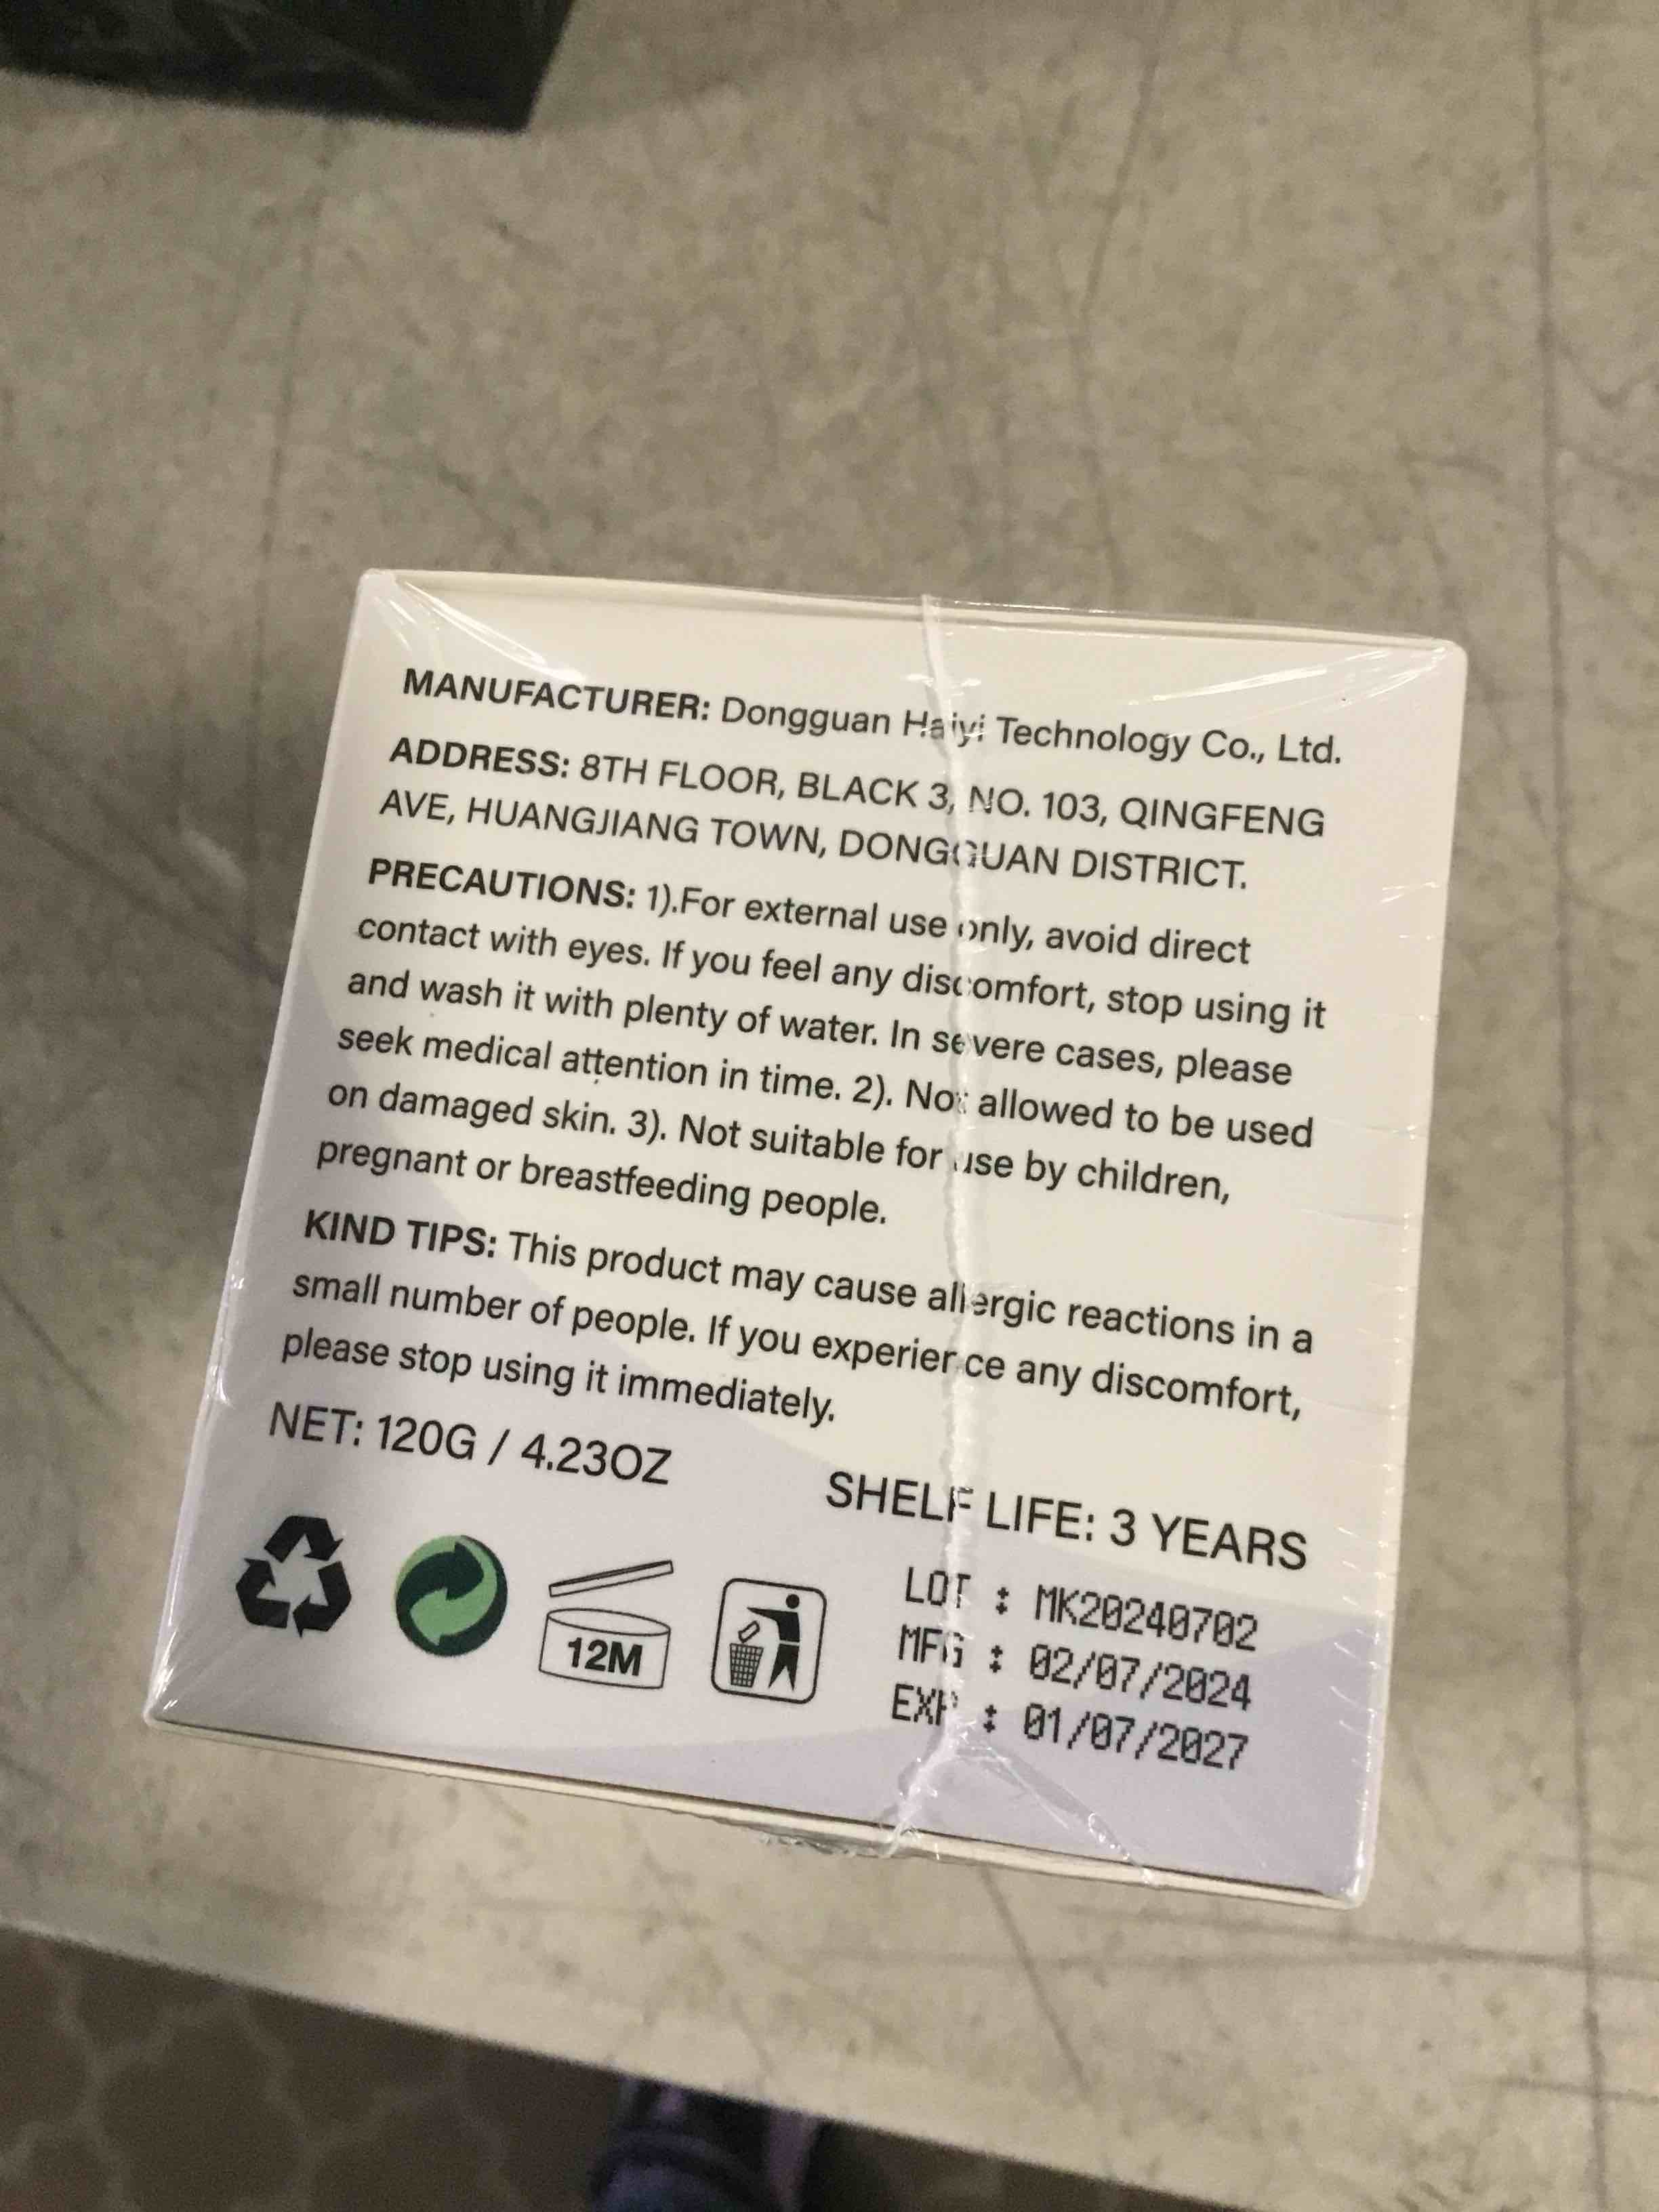 MANUFACTURER: Dongguan Haiyi Technology Co., Ltd.
ADDRESS: 8TH FLOOR, BLACK 3, NO. 103, QINGFENG
AVE, HUANGJIANG TOWN, DONGGUAN DISTRICT.
PRECAUTIONS: 1).For external use only, avoid direct
contact with eyes. If you feel any discomfort, stop using it
and wash it with plenty of water. In severe cases, please
seek medical attention in time. 2). Not allowed to be used
on damaged skin. 3). Not suitable for use by children,
pregnant or breastfeeding people.
KIND TIPS: This product may cause allergic reactions in a
small number of people. If you experience any discomfort,
please stop using it immediately.
NET: 120G / 4.23OZ
SHELF LIFE: 3 YEARS
12M
LOT : MK20240702
MFG : 02/07/2024
EXP : 01/07/2027